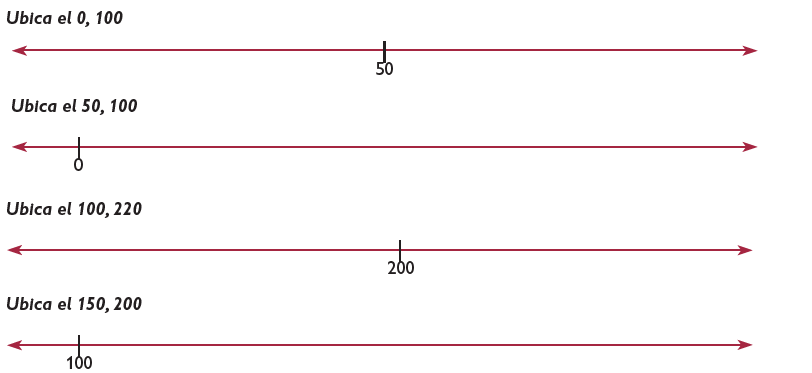 Ubica el 0, 100
50
Ubica el 50, 100
0
Ubica el 100, 220
200
Ubica el 150, 200
100